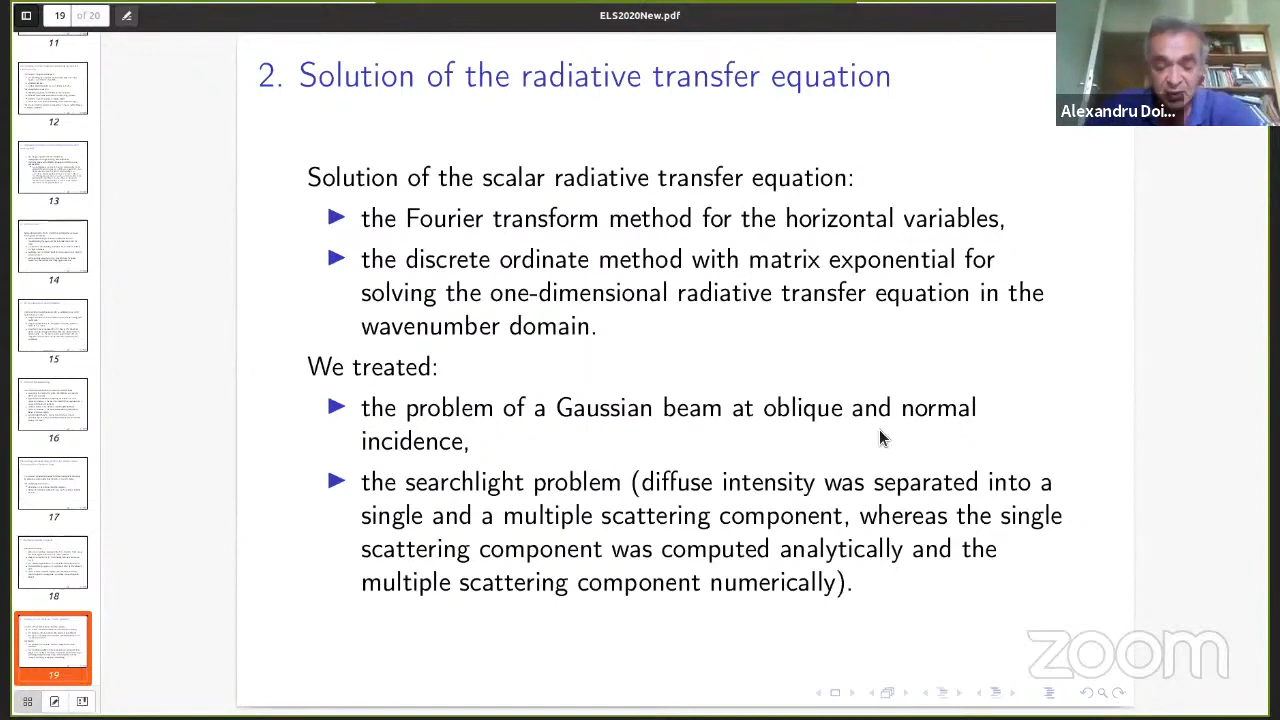 19 of 20
ELS2020New.pdf
11
12
13
14
15
16
17
18
19
2. Solution of the radiative transfer equation
Solution of the scalar radiative transfer equation:
the Fourier transform method for the horizontal variables,
the discrete ordinate method with matrix exponential for
solving the one-dimensional radiative transfer equation in the
wavenumber domain.
We treated:
the problem of a Gaussian beam at oblique and normal
incidence,
the searchlight problem (diffuse intensity was separated into a
single and a multiple scattering component, whereas the single
scattering component was computed analytically and the
multiple scattering component numerically).
Alexandru Doi...
zoom